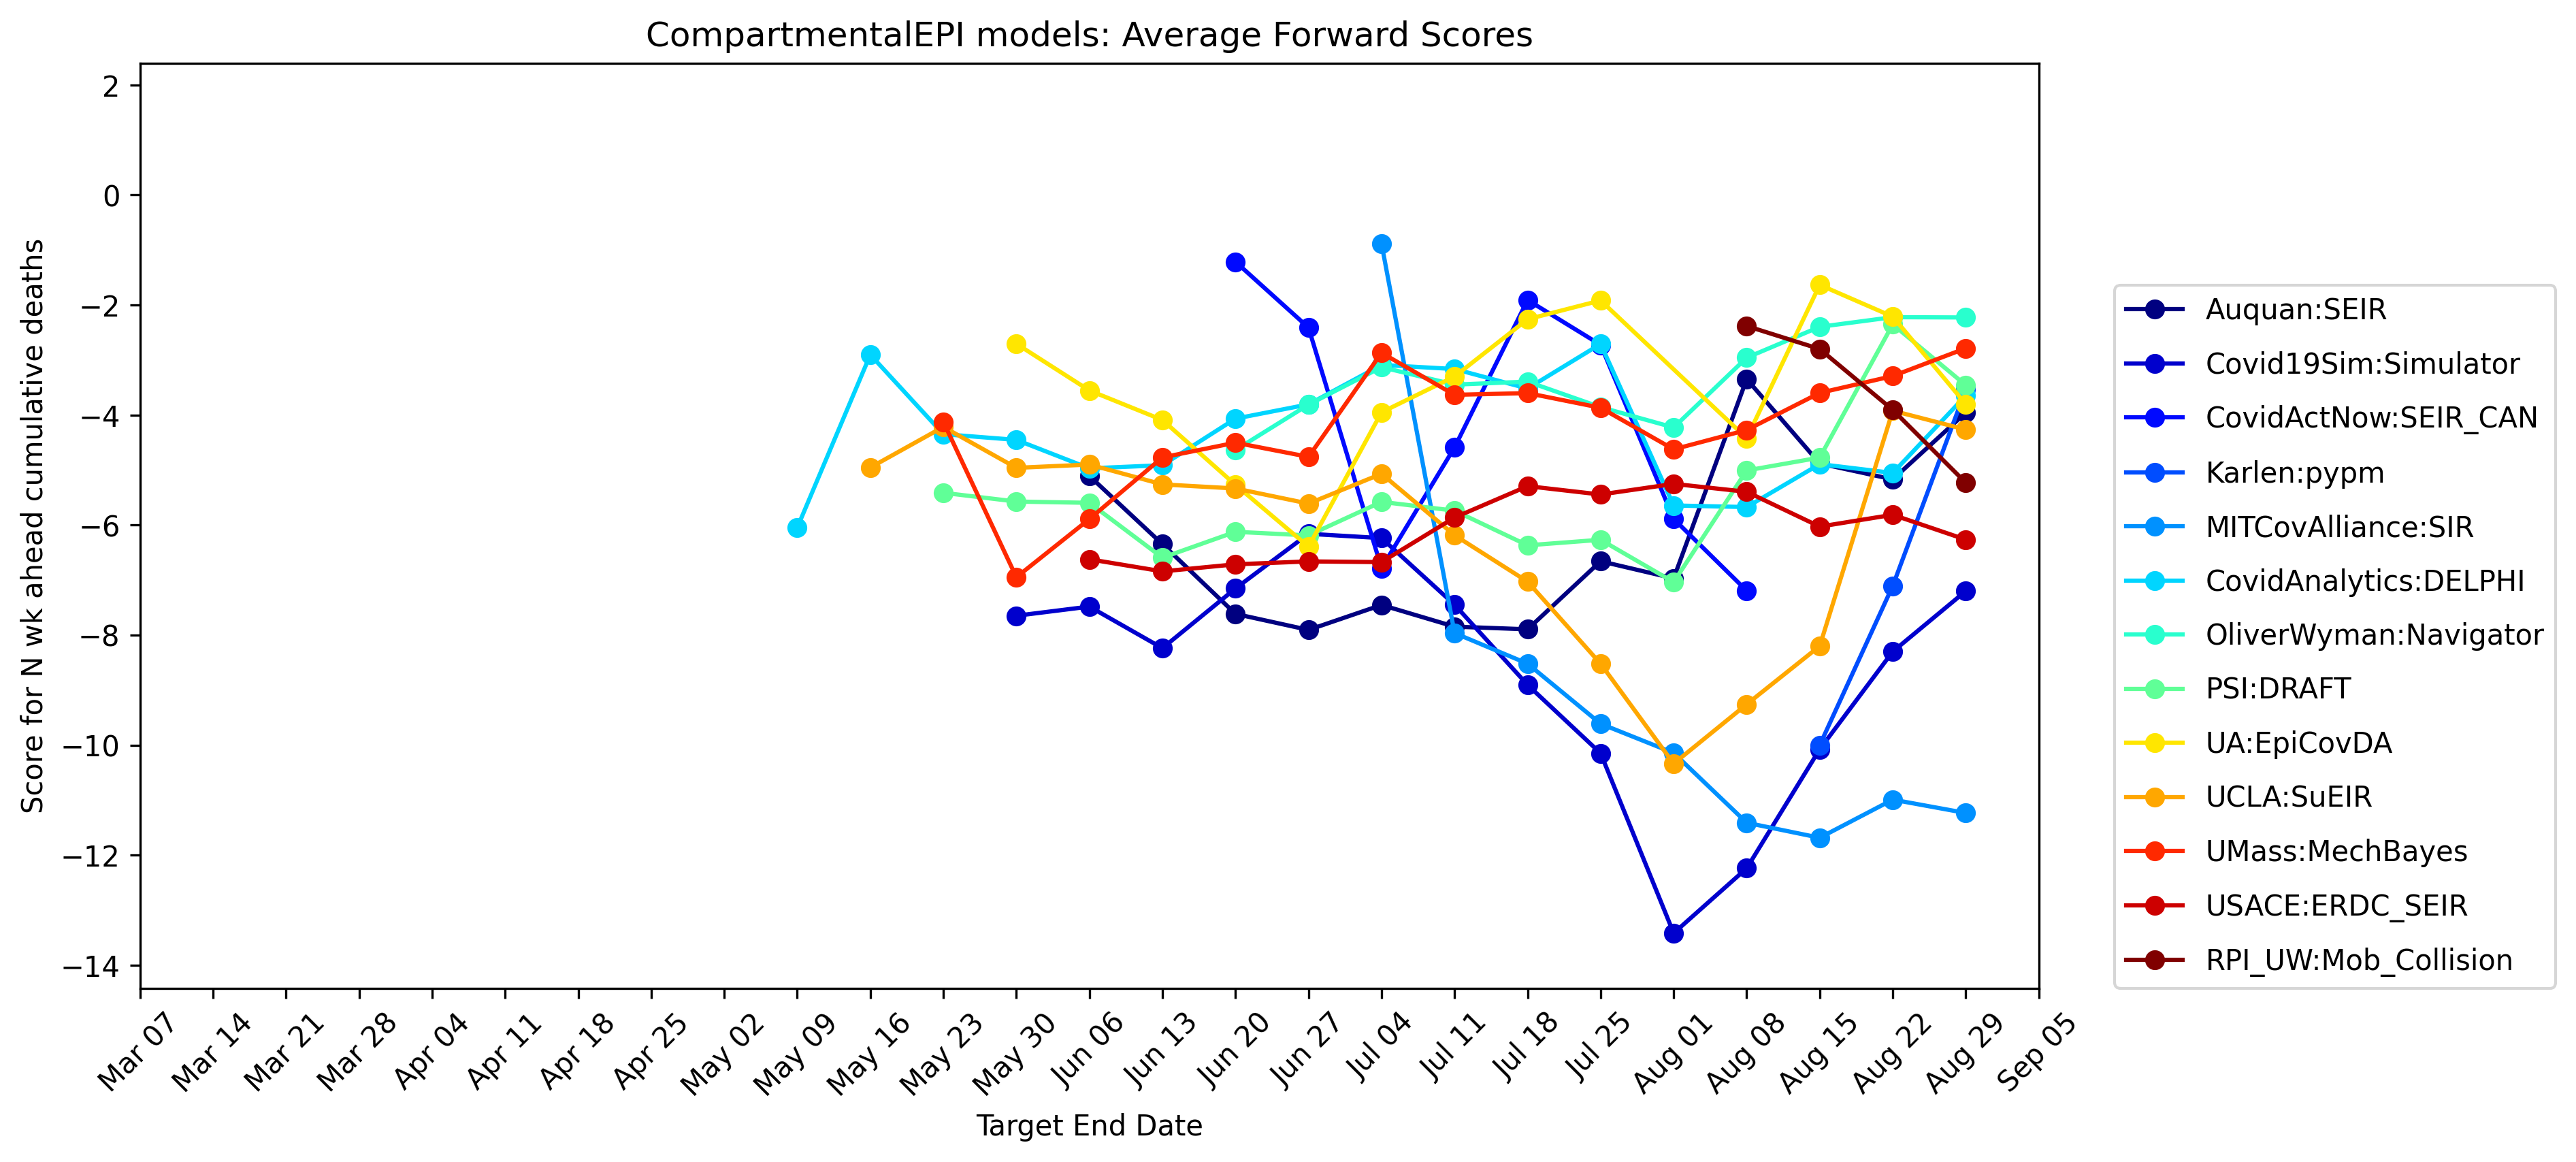 CompartmentalEPI models: Average Forward Scores
Score for N wk ahead cumulative deaths
2
0
−2
−4
−6
−8
−10
−12
−14
Mar 07
Mar 14
Mar 21
Mar 28
Apr 04
Apr 11
Apr 18
Apr 25
May 02
May 09
May 16
May 23
May 30
Jun 06
Jun 13
Jun 20
Jun 27
Jul 04
Jul 11
Jul 18
Jul 25
Aug 01
Aug 08
Aug 15
Aug 22
Aug 29
Sep 05
Target End Date
Auquan:SEIR
Covid19Sim:Simulator
CovidActNow:SEIR_CAN
Karlen:pypm
MITCovAlliance:SIR
CovidAnalytics:DELPHI
OliverWyman:Navigator
PSI:DRAFT
UA:EpiCovDA
UCLA:SuEIR
UMass:MechBayes
USACE:ERDC_SEIR
RPI_UW:Mob_Collision